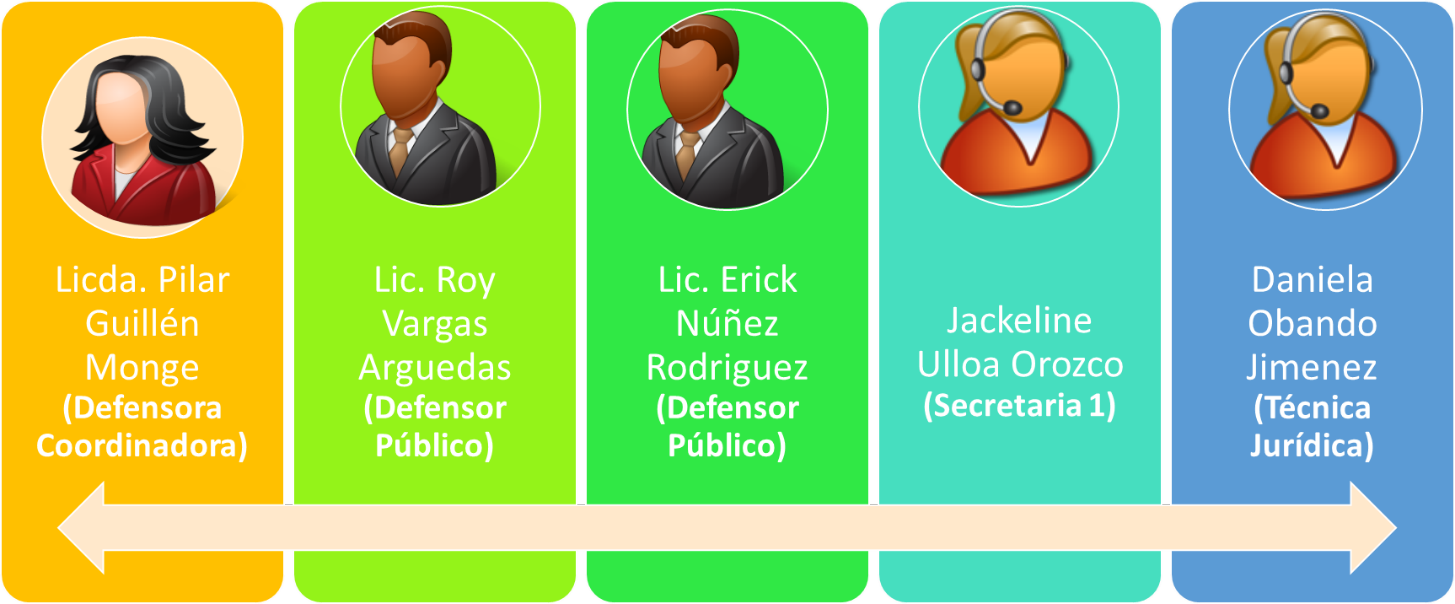 Licda. Pilar
Guillén
Monge
(Defensora
Coordinadora)
Lic. Roy
Vargas
Arguedas
(Defensor
Público)
Lic. Erick
Núñez
Rodriguez
(Defensor
Público)
Jackeline
Ulloa Orozco
(Secretaria 1)
Daniela
Obando
Jimenez
(Técnica
Jurídica)